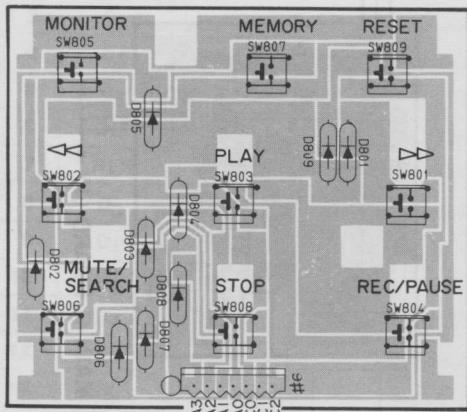 MONITOR MEMORY RESET
SW805 SW807 SW809
D805
D809 D801
PLAY
SW802 SW803 SW801
D804
D803
D802
MUTE/
SEARCH STOP REC/PAUSE
D808
SW806 SW808 SW804
D807
D806
#6